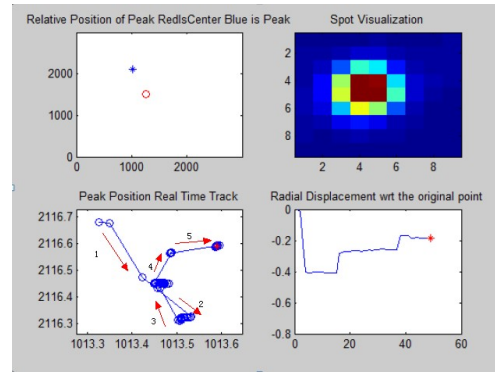 Relative Position of Peak RedIsCenter Blue is Peak
Spot Visualization
2000
1000
0
0 1000 2000
2
4
6
8
2 4 6 8
Peak Position Real Time Track
Radial Displacement wrt the original point
2116.7
2116.6
2116.5
2116.4
2116.3
1013.3 1013.4 1013.5 1013.6
1
2
3
4
5
0
-0.2
-0.4
-0.6
-0.8
0 20 40 60